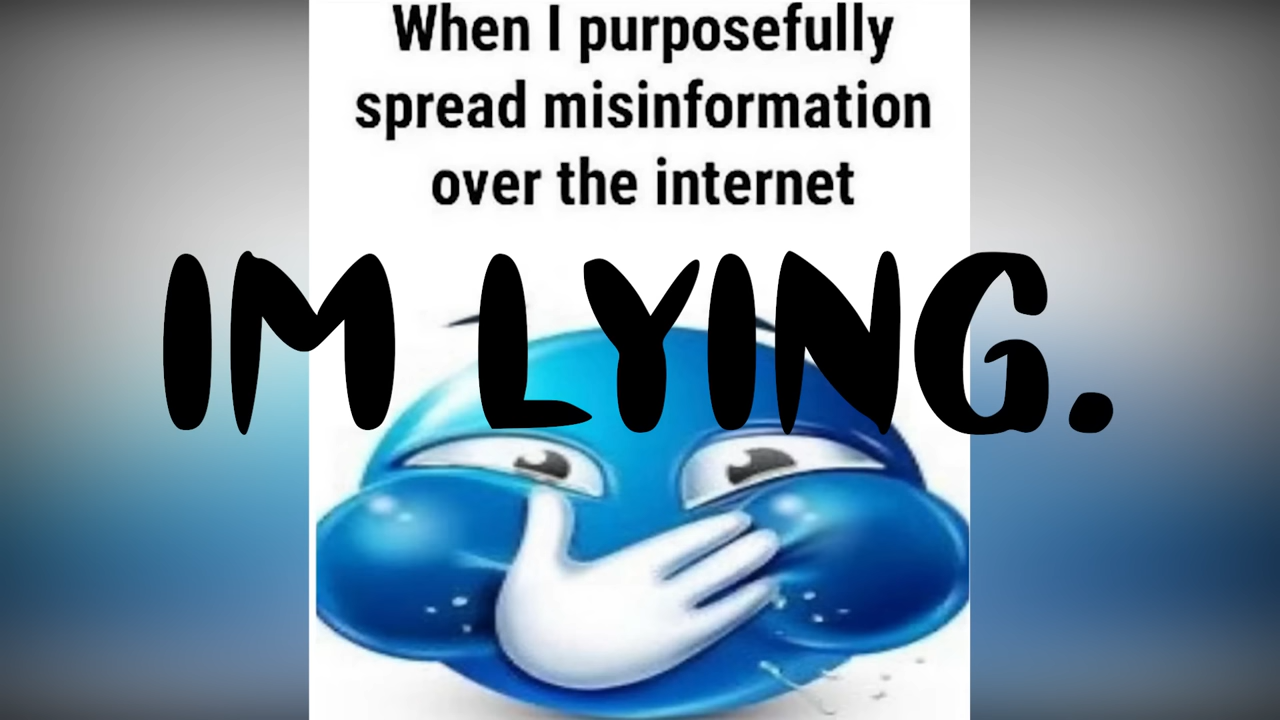 When I purposefully
spread misinformation
over the internet
IM LYING.